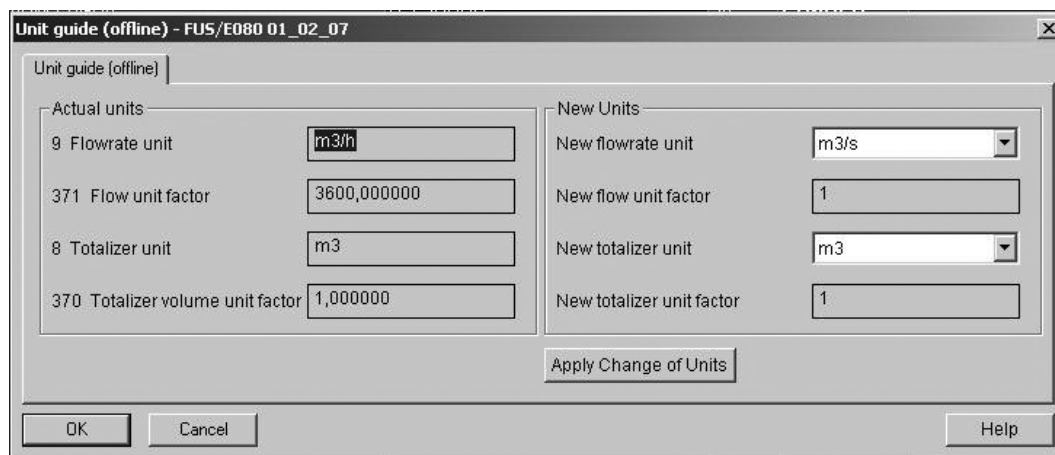 Unit guide (offline) - FUS/E080 01_02_07
Unit guide (offline)
Actual units
9 Flowrate unit m3/h
371 Flow unit factor 3600,000000
8 Totalizer unit m3
370 Totalizer volume unit factor 1,000000
New Units
New flowrate unit m3/s
New flow unit factor 1
New totalizer unit m3
New totalizer unit factor 1
Apply Change of Units
OK Cancel Help